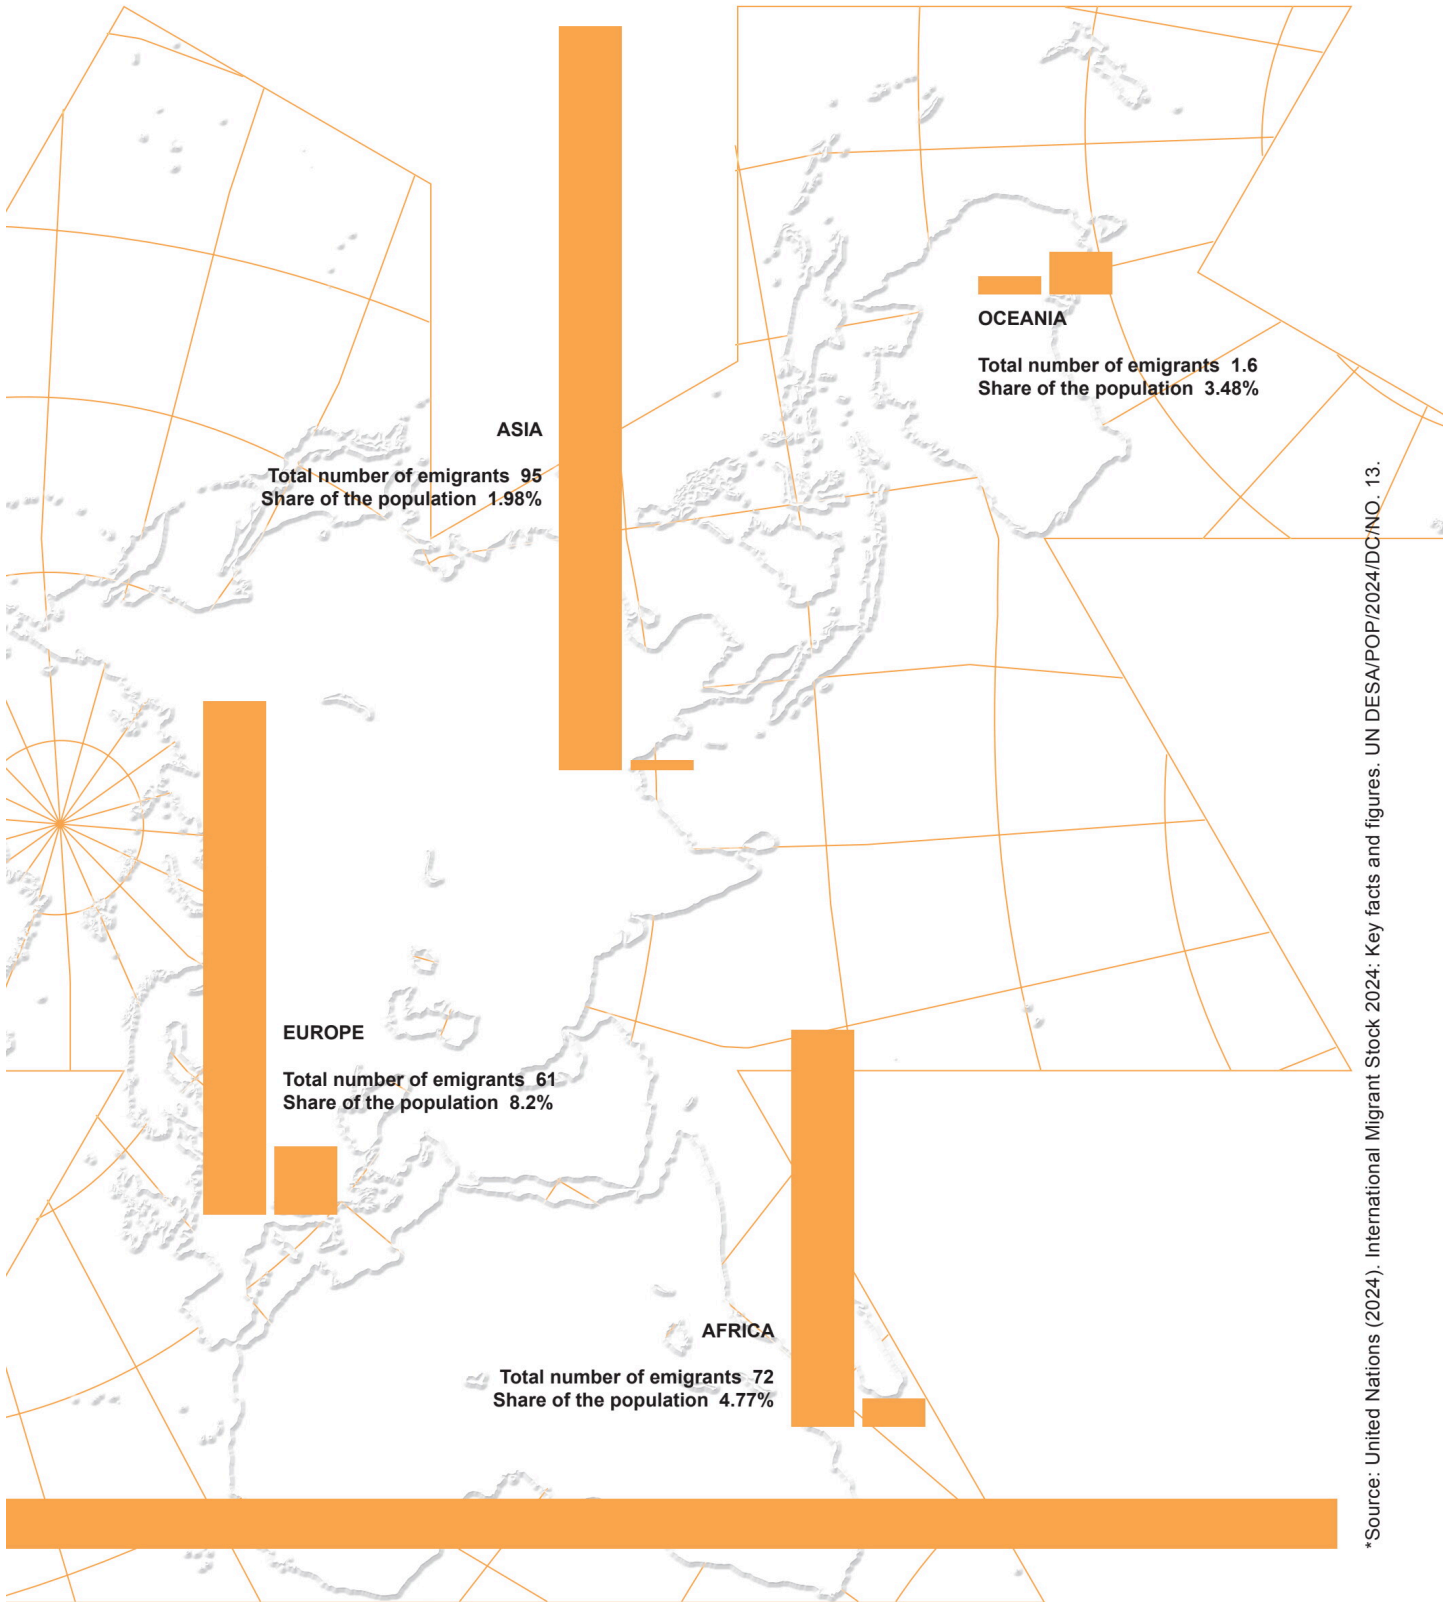 OCEANIA
Total number of emigrants 1.6
Share of the population 3.48%
ASIA
Total number of emigrants 95
Share of the population 1.98%
EUROPE
Total number of emigrants 61
Share of the population 8.2%
AFRICA
Total number of emigrants 72
Share of the population 4.77%
*Source: United Nations (2024). International Migrant Stock 2024: Key facts and figures. UN DESA/POP/2024/DC/NO. 13.